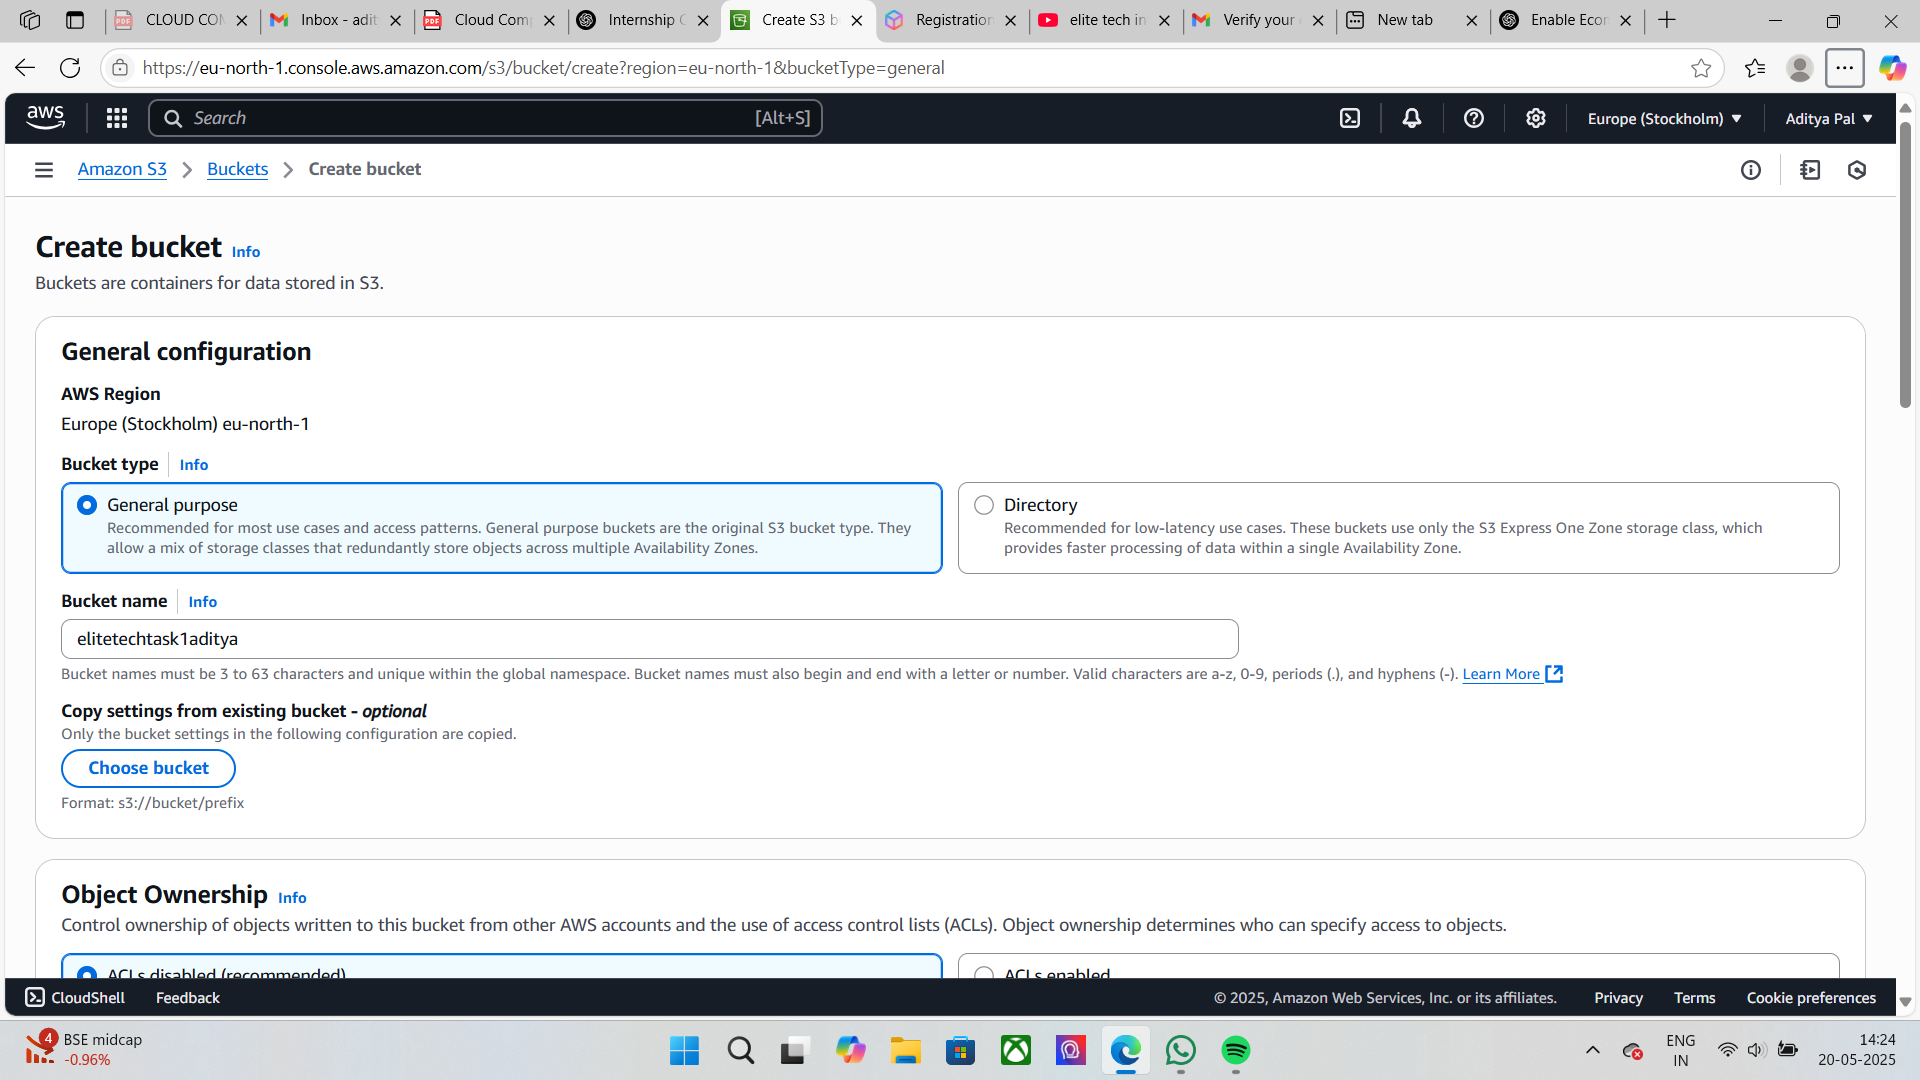 CLOUD CO
Inbox - adit
Cloud Comp
Internship C
Create S3 b
Registration
elite tech in
Verify your
New tab
Enable Ecor
https://eu-north-1.console.aws.amazon.com/s3/bucket/create?region=eu-north-1&bucketType=general
aws
Search
[Alt+S]
Europe (Stockholm)
Aditya Pal
Amazon S3
Buckets
Create bucket
Create bucket Info
Buckets are containers for data stored in S3.
General configuration
AWS Region
Europe (Stockholm) eu-north-1
Bucket type Info
General purpose
Recommended for most use cases and access patterns. General purpose buckets are the original S3 bucket type. They
allow a mix of storage classes that redundantly store objects across multiple Availability Zones.
Directory
Recommended for low-latency use cases. These buckets use only the S3 Express One Zone storage class, which
provides faster processing of data within a single Availability Zone.
Bucket name Info
elitetechtask1aditya
Bucket names must be 3 to 63 characters and unique within the global namespace. Bucket names must also begin and end with a letter or number. Valid characters are a-z, 0-9, periods (.), and hyphens (-). Learn More
Copy settings from existing bucket - optional
Only the bucket settings in the following configuration are copied.
Choose bucket
Format: s3://bucket/prefix
Object Ownership Info
Control ownership of objects written to this bucket from other AWS accounts and the use of access control lists (ACLs). Object ownership determines who can specify access to objects.
ACLs disabled (recommended)
ACLs enabled
CloudShell
Feedback
© 2025, Amazon Web Services, Inc. or its affiliates.
Privacy
Terms
Cookie preferences
4
BSE midcap
-0.96%
ENG
IN
14:24
20-05-2025